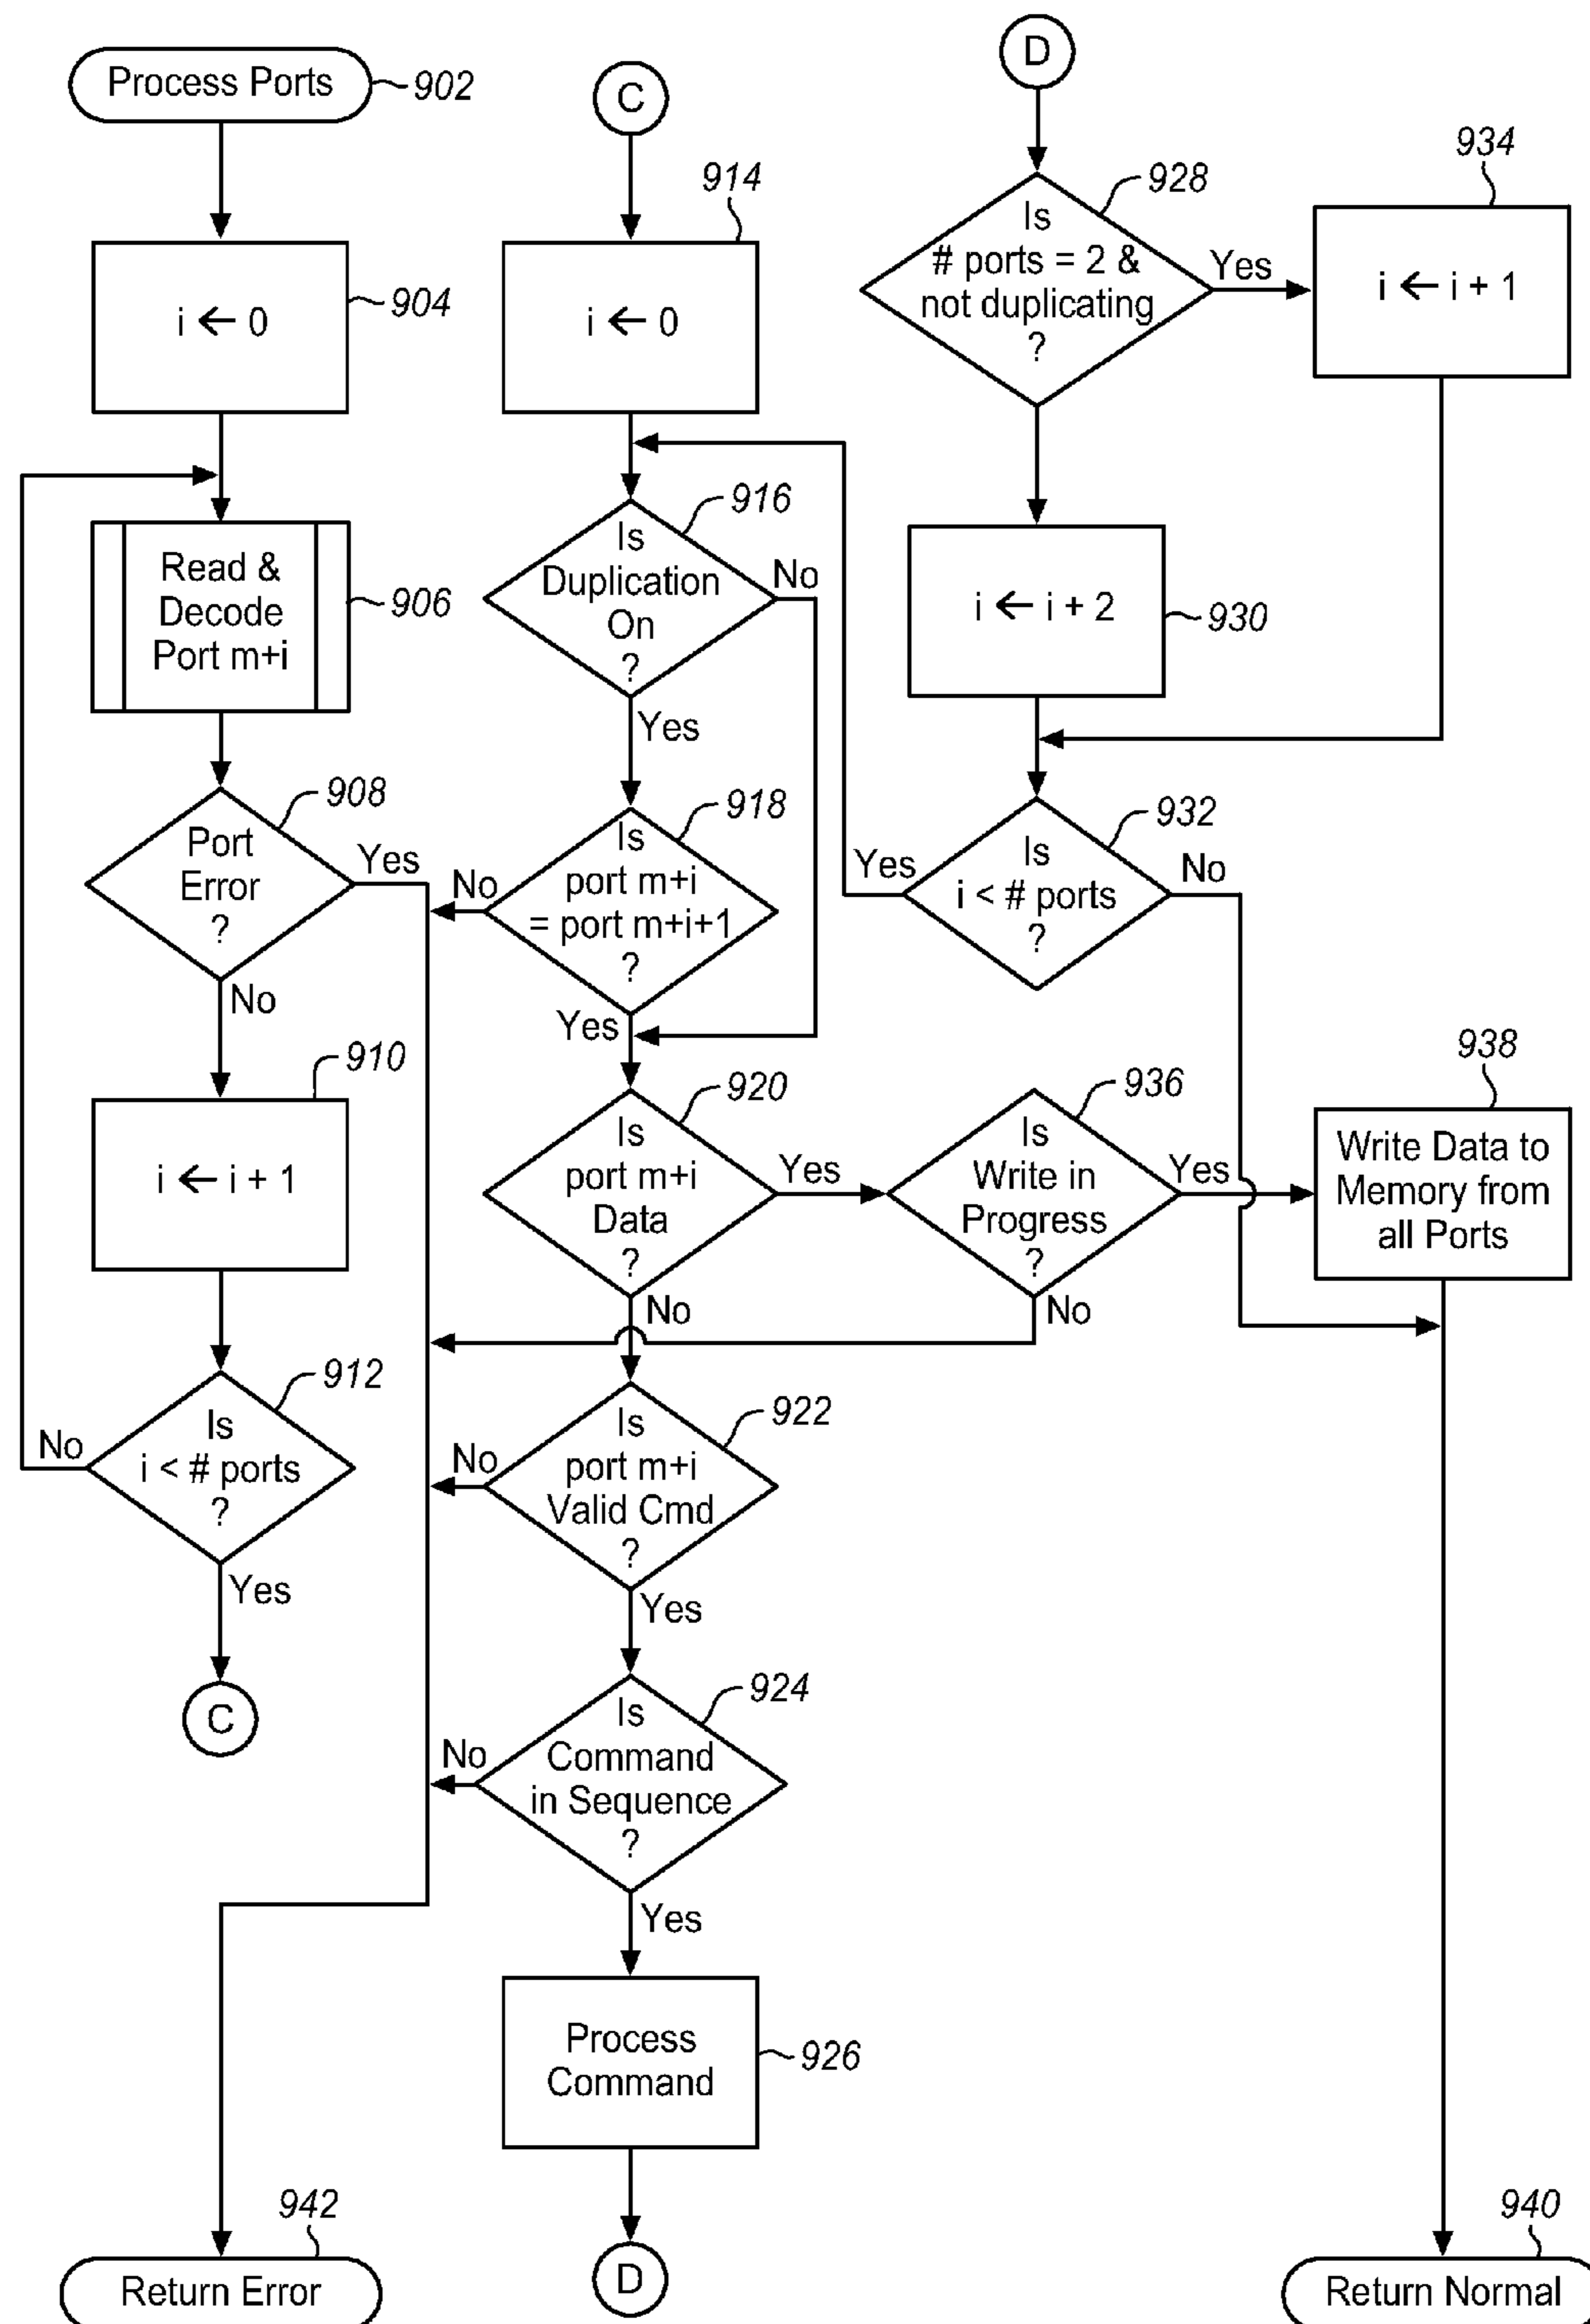 Process Ports
902
i ← 0
904
Read &
Decode
Port m+i
906
Port
Error
?
908
Yes
No
i ← i + 1
910
Is
i < # ports
?
912
No
Yes
C
942
Return Error
C
914
i ← 0
Is
Duplication
On
?
916
No
Yes
Is
port m+i
= port m+i+1
?
918
No
Yes
Is
port m+i
Data
?
920
Yes
No
Is
port m+i
Valid Cmd
?
922
No
Yes
Is
Command
in Sequence
?
924
No
Yes
Process
Command
926
D
D
Is
# ports = 2 &
not duplicating
?
928
Yes
934
i ← i + 1
i ← i + 2
930
Is
i < # ports
?
932
Yes
No
Is
Write in
Progress
?
936
Yes
No
938
Write Data to
Memory from
all Ports
940
Return Normal